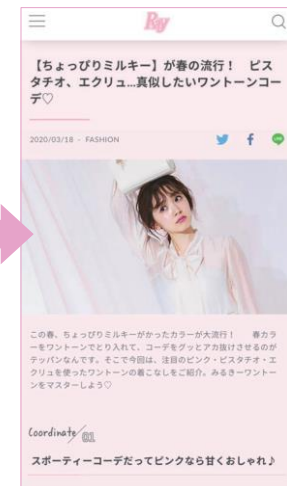 Ray
【ちょっぴりミルキー】が春の流行！　ピス
タチオ、エクリュ...真似したいワントーンコー
デ♡
2020/03/18 - FASHION
この春、ちょっぴりミルキーがかったカラーが大流行！　春カラ
ーをワントーンでとり入れて、コーデをグッとアカ抜けさせるのが
テッパンなんです。そこで今回は、注目のピンク・ピスタチオ・エ
クリュを使ったワントーンの着こなしをご紹介。みるきーワントー
ンをマスターしよう♡
Coordinate/01
スポーティーコーデだってピンクなら甘くおしゃれ♪